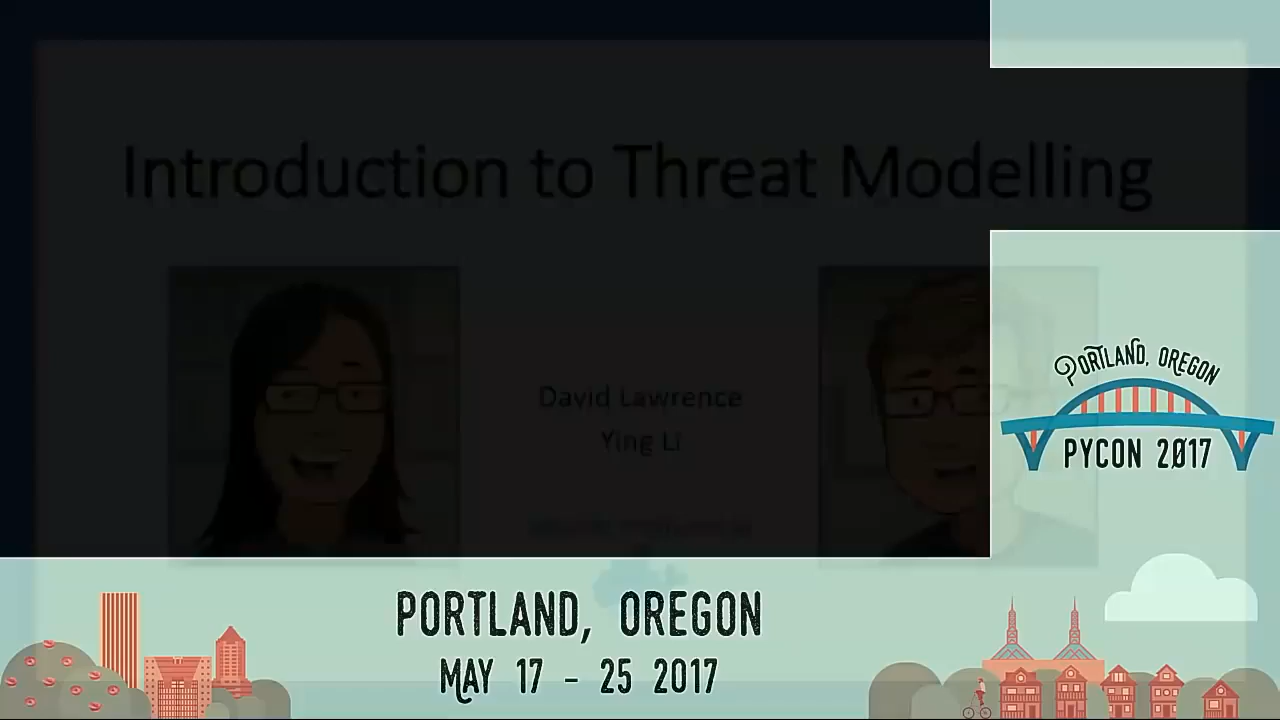 Introduction to Threat Modelling
David Lawrence
Ying Li
PORTLAND, OREGON
PYCON 2017
PORTLAND, OREGON
MAY 17 - 25 2017